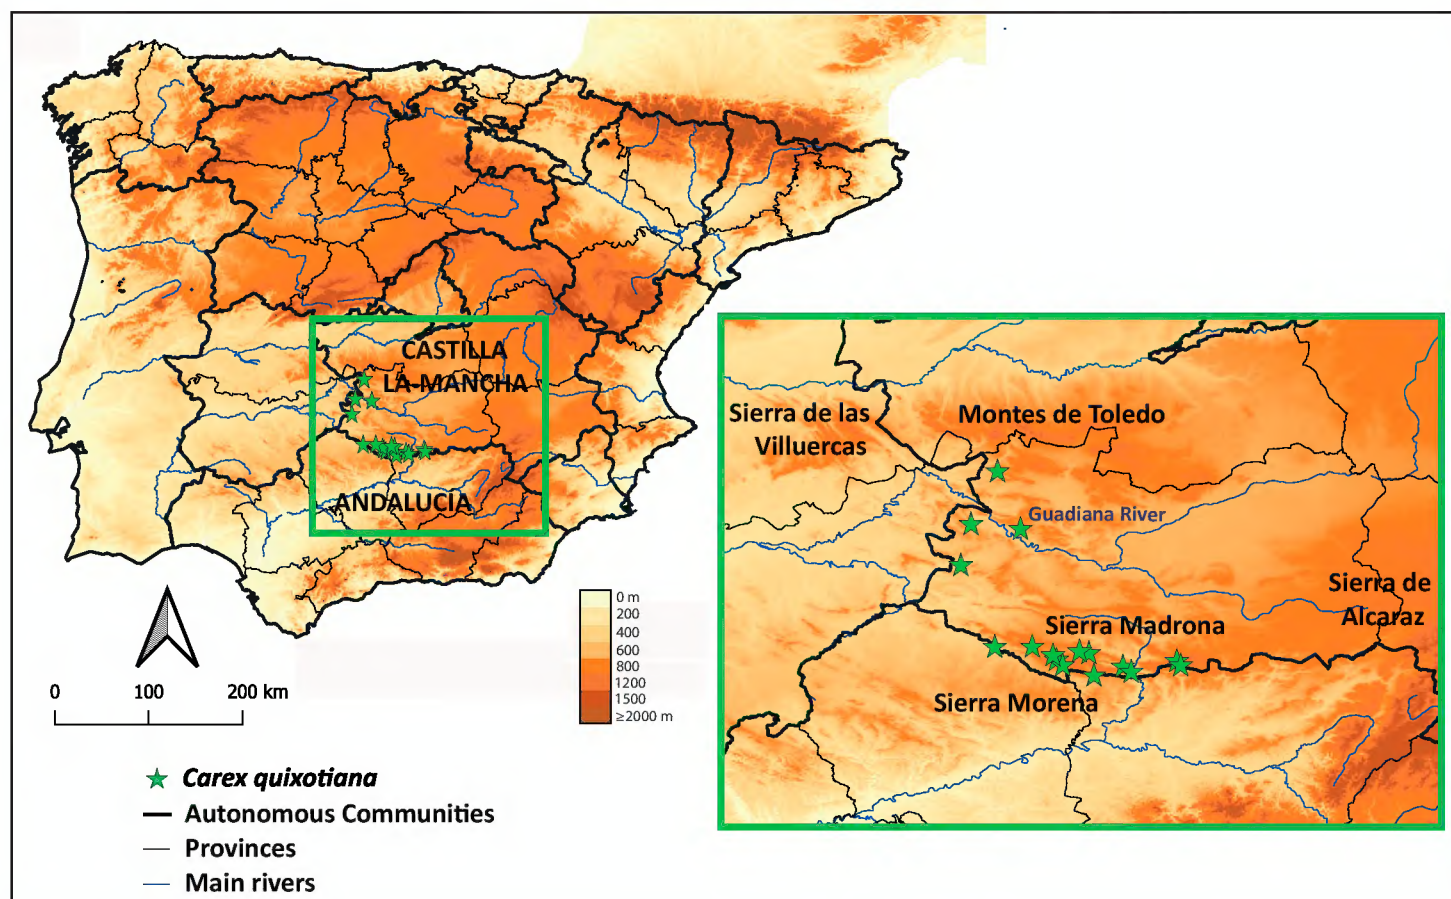 CASTILLA
LA-MANCHA
ANDALUCÍA
Sierra de las
Villuercas
Montes de Toledo
Guadiana River
Sierra de
Alcaraz
Sierra Madrona
Sierra Morena
0 m
200
400
600
800
1200
1500
≥2000 m
0 100 200 km
Carex quixotiana
Autonomous Communities
Provinces
Main rivers